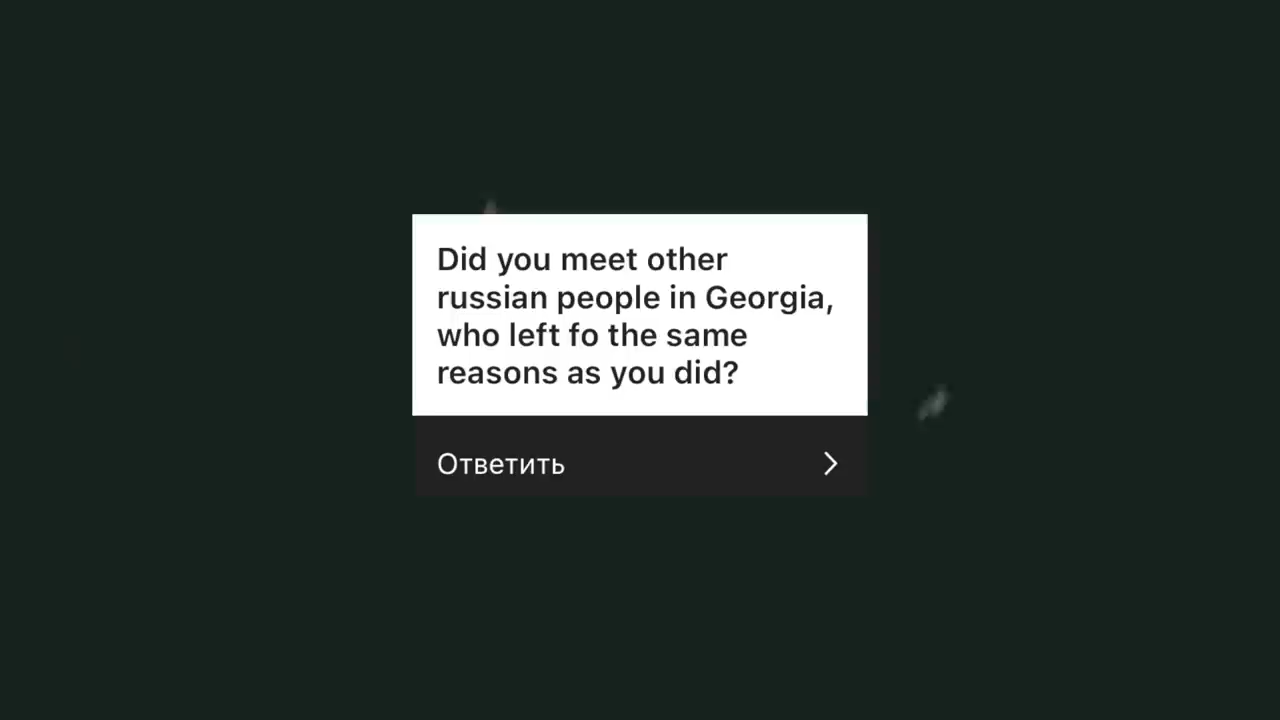 Did you meet other
russian people in Georgia,
who left fo the same
reasons as you did?
Ответить